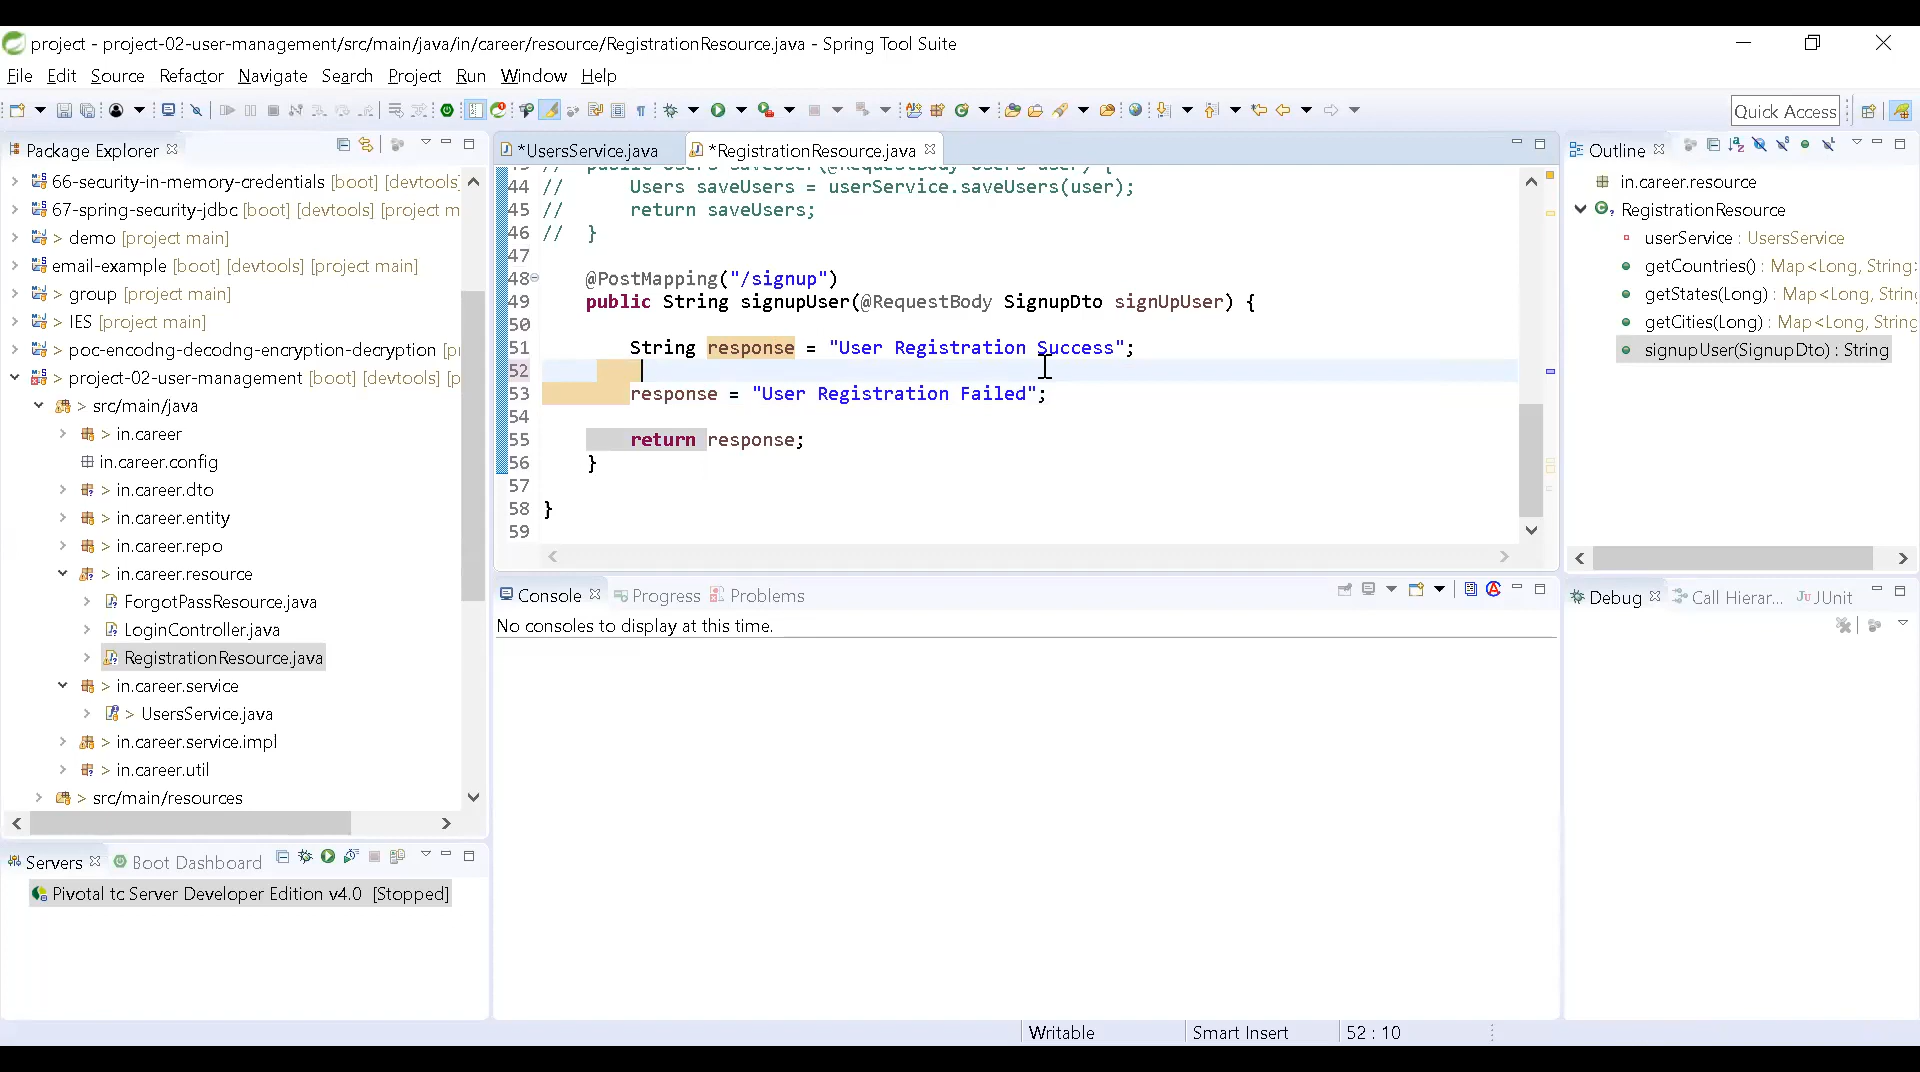 project - project-02-user-management/src/main/java/in/career/resource/RegistrationResource.java - Spring Tool Suite
File Edit Source Refactor Navigate Search Project Run Window Help
Quick Access
Package Explorer
66-security-in-memory-credentials [boot] [devtools]
67-spring-security-jdbc [boot] [devtools] [project m
> demo [project main]
email-example [boot] [devtools] [project main]
> group [project main]
> IES [project main]
> poc-encodng-decodng-encryption-decryption [pr
> project-02-user-management [boot] [devtools] [p
> src/main/java
> in.career
in.career.config
> in.career.dto
> in.career.entity
> in.career.repo
> in.career.resource
ForgotPassResource.java
LoginController.java
RegistrationResource.java
> in.career.service
> UsersService.java
> in.career.service.impl
> in.career.util
> src/main/resources
Servers Boot Dashboard
Pivotal tc Server Developer Edition v4.0 [Stopped]
*UsersService.java *RegistrationResource.java
44 // Users saveUsers = userService.saveUsers(user);
45 // return saveUsers;
46 // }
47
48 @PostMapping("/signup")
49 public String signupUser(@RequestBody SignupDto signUpUser) {
50
51 String response = "User Registration Success";
52
53 response = "User Registration Failed";
54
55 return response;
56 }
57
58 }
59
Console Progress Problems
No consoles to display at this time.
Outline
in.career.resource
RegistrationResource
userService : UsersService
getCountries() : Map<Long, String>
getStates(Long) : Map<Long, String
getCities(Long) : Map<Long, String
signupUser(SignupDto) : String
Debug Call Hierar... JUnit
Writable Smart Insert 52 : 10